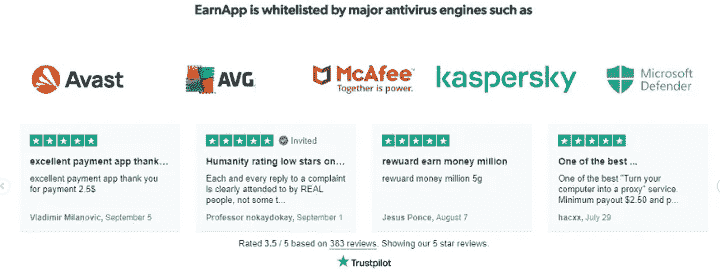 EarnApp is whitelisted by major antivirus engines such as
Avast
AVG
McAfee
Together is power.
kaspersky
Microsoft
Defender
excellent payment app thank...
excellent payment app thank you
for payment 2.5$
Vladimir Milanovic, September 5
Invited
Humanity rating low stars on...
Each and every reply to a complaint
is clearly attended to by REAL
people, not some t...
Professor nokaydokay, September 1
rewuard earn money million
rewuard money million 5g
Jesus Ponce, August 7
One of the best ...
One of the best "Turn your
computer into a proxy" service.
Minimum payout $2.50 and p...
hacxx, July 29
Rated 3.5 / 5 based on 383 reviews. Showing our 5 star reviews.
Trustpilot